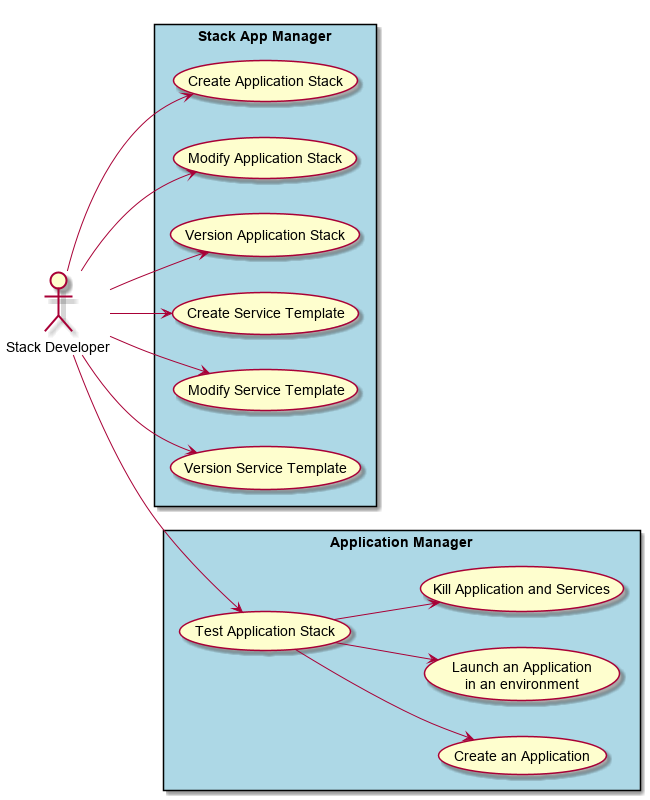 Stack App Manager
Create Application Stack
Modify Application Stack
Version Application Stack
Create Service Template
Stack Developer
Modify Service Template
Version Service Template
Application Manager
Kill Application and Services
Test Application Stack
Launch an Application
in an environment
Create an Application